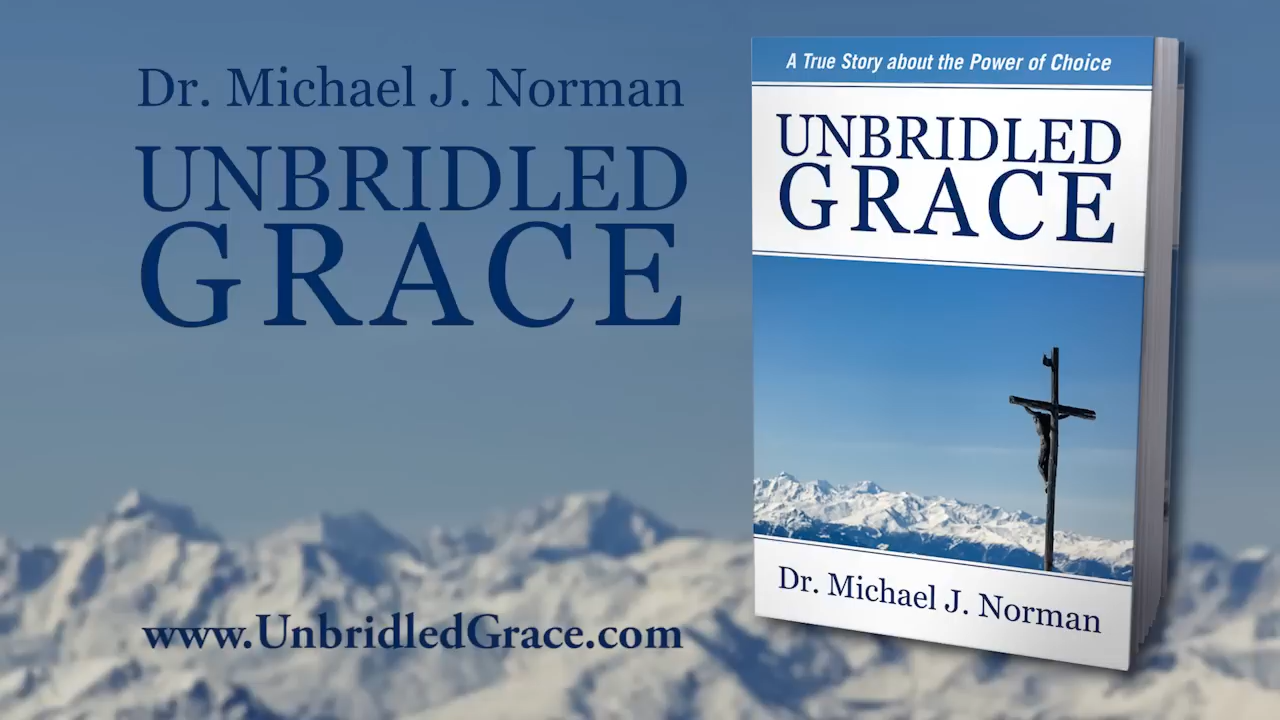 Dr. Michael J. Norman
UNBRIDLED
GRACE
www.UnbridledGrace.com
A True Story about the Power of Choice
UNBRIDLED
GRACE
Dr. Michael J. Norman